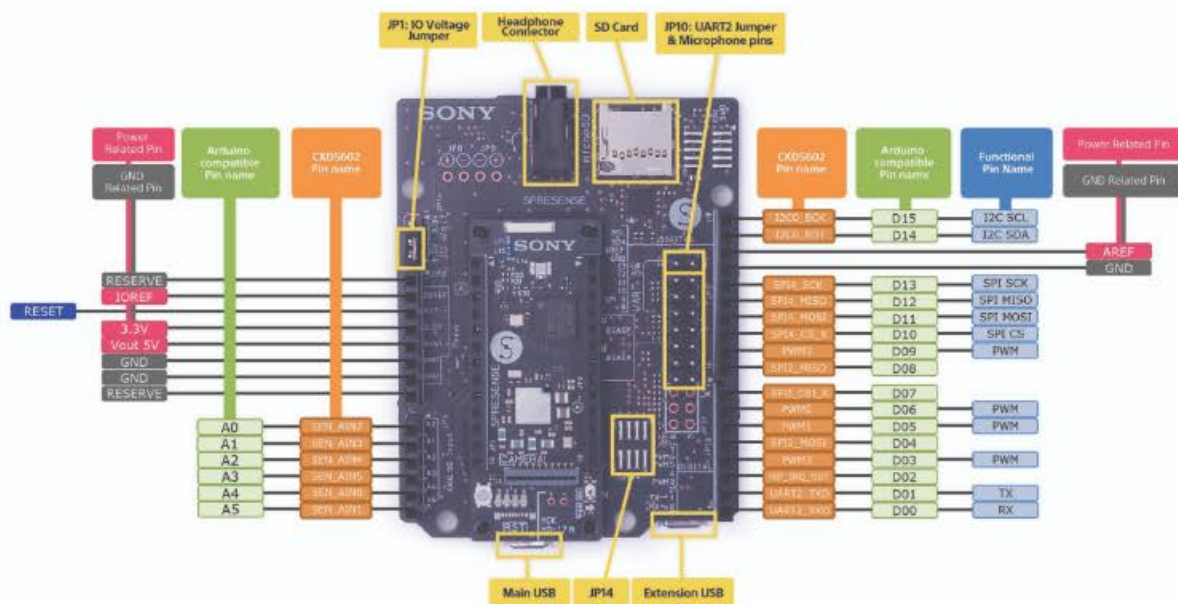 JP1: IO Voltage
Jumper
Headphone
Connector
SD Card
JP10: UART2 Jumper
& Microphone pins
Power
Related Pin
GND
Related Pin
Arduino
compatible
Pin name
CXD5602
Pin name
SONY
SPRESENSE
SONY
SPRESENSE
CAMERA
RST
CXD5602
Pin name
Arduino
compatible
Pin name
Functional
Pin Name
Power Related Pin
GND Related Pin
RESERVE
IOREF
RESET
3.3V
Vout 5V
GND
GND
RESERVE
A0 SEN_AIN2
A1 SEN_AIN3
A2 SEN_AIN4
A3 SEN_AIN5
A4 SEN_AIN0
A5 SEN_AIN1
I2C0_BCK D15 I2C SCL
D14 I2C SDA
AREF
GND
SPI4_SCK D13 SPI SCK
SPI4_MISO D12 SPI MISO
SPI4_MOSI D11 SPI MOSI
SPI4_CS_X D10 SPI CS
PWM2 D09 PWM
SPI2_MISO D08
D07
PWM0 D06 PWM
PWM1 D05 PWM
SPI2_MOSI D04
PWM3 D03 PWM
D02
UART2_TXD D01 TX
UART2_RXD D00 RX
Main USB
JP14
Extension USB